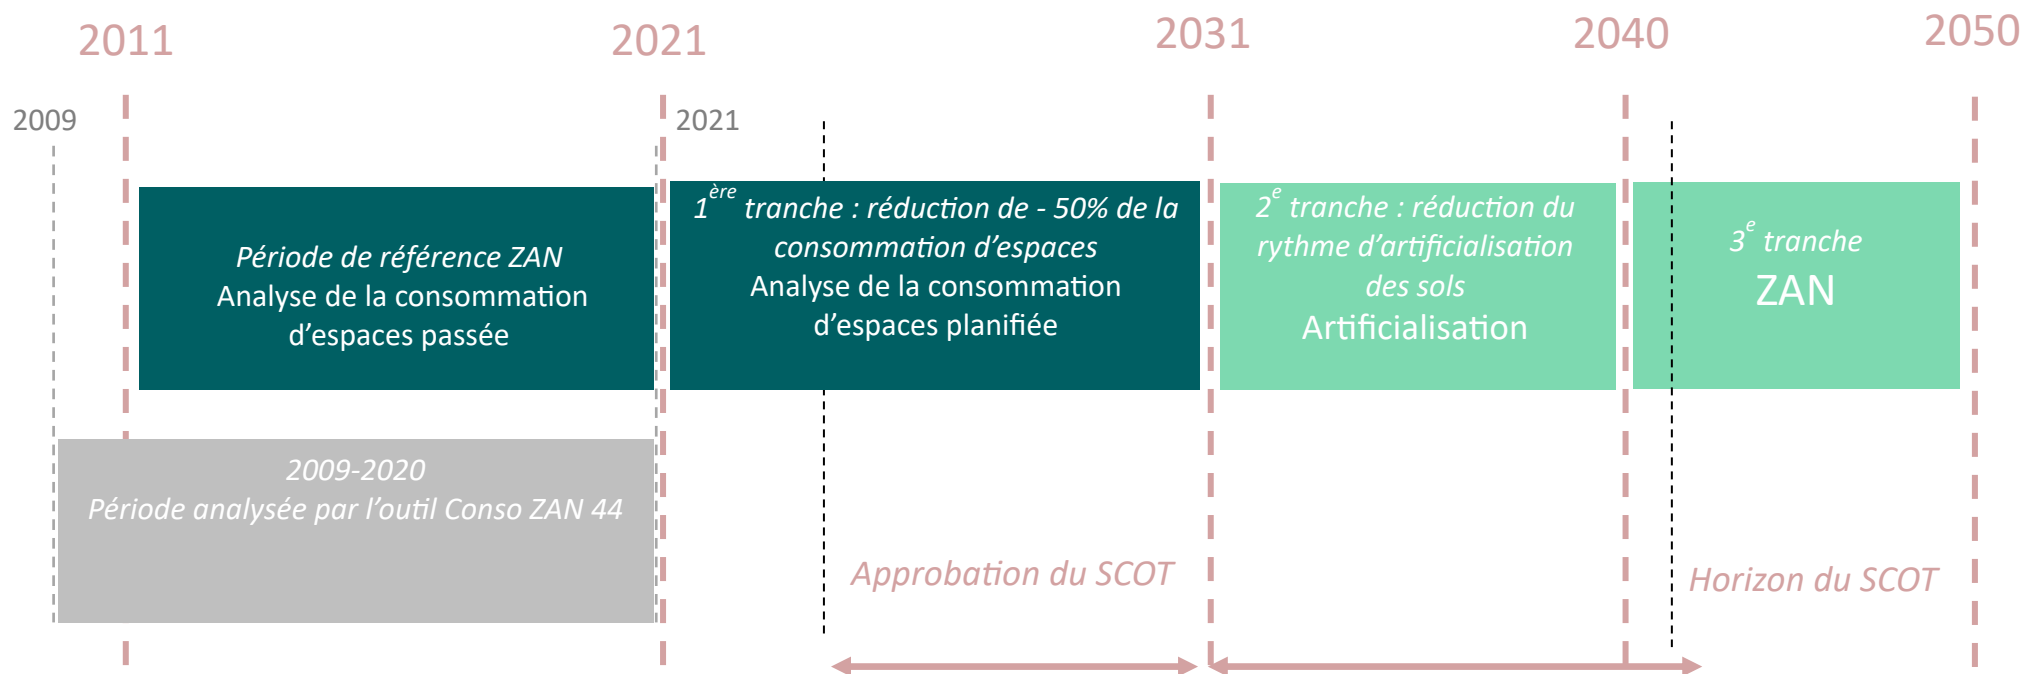 2011
2021
2031
2040
2050
2009
2021
Période de référence ZAN
Analyse de la consommation
d’espaces passée
1ère tranche : réduction de - 50% de la
consommation d’espaces
Analyse de la consommation
d’espaces planifiée
2e tranche : réduction du
rythme d’artificialisation
des sols
Artificialisation
3e tranche
ZAN
2009-2020
Période analysée par l’outil Conso ZAN 44
Approbation du SCOT
Horizon du SCOT